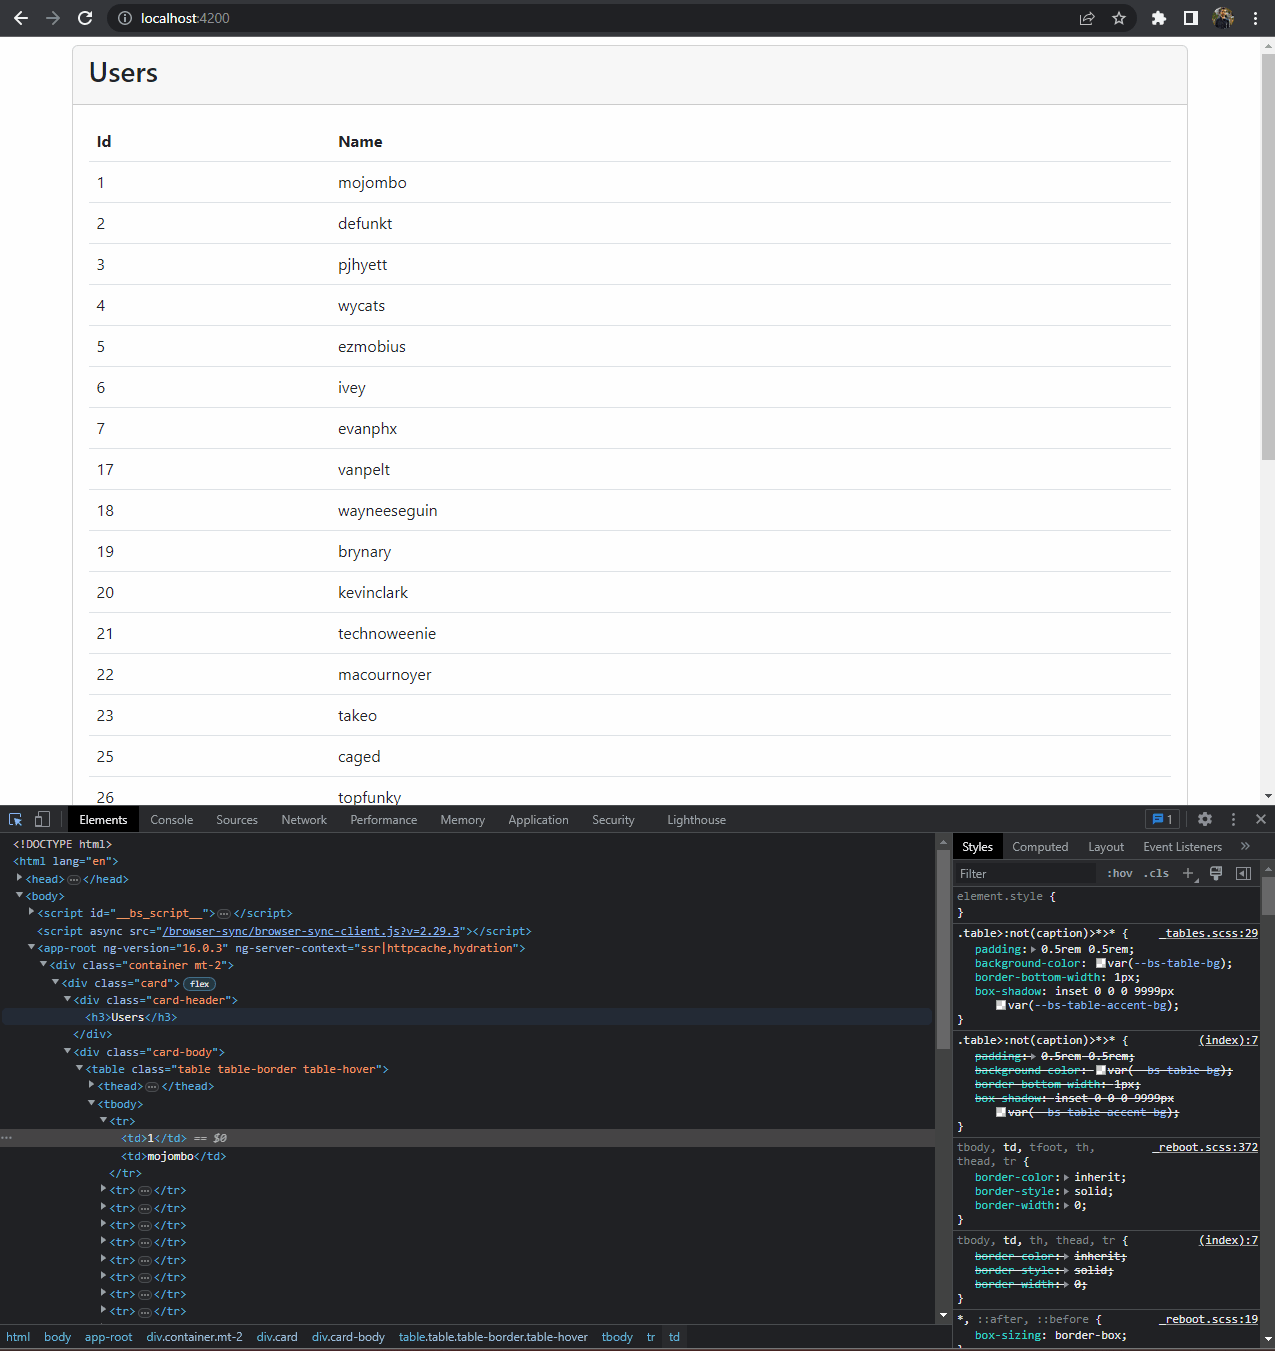 localhost:4200
Users
Id Name
1 mojombo
2 defunkt
3 pjhyett
4 wycats
5 ezmobius
6 ivey
7 evanphx
17 vanpelt
18 wayneeseguin
19 brynary
20 kevinclark
21 technoweenie
22 macournoyer
23 takeo
25 caged
26 topfunky
Elements Console Sources Network Performance Memory Application Security Lighthouse 1
<!DOCTYPE html>
<html lang="en">
<head> ⋯ </head>
<body>
<script id="__bs_script__"> ⋯ </script>
<script async src="/browser-sync/browser-sync-client.js?v=2.29.3"></script>
<app-root ng-version="16.0.3" ng-server-context="ssr|httpcache,hydration">
<div class="container mt-2">
<div class="card"> flex
<div class="card-header">
<h3>Users</h3>
</div>
<div class="card-body">
<table class="table table-border table-hover">
<thead> ⋯ </thead>
<tbody>
<tr>
<td>1</td> == $0
<td>mojombo</td>
</tr>
<tr> ⋯ </tr>
<tr> ⋯ </tr>
<tr> ⋯ </tr>
<tr> ⋯ </tr>
<tr> ⋯ </tr>
<tr> ⋯ </tr>
<tr> ⋯ </tr>
<tr> ⋯ </tr>
html body app-root div.container.mt-2 div.card div.card-body table.table.table-border.table-hover tbody tr td
Styles Computed Layout Event Listeners »
Filter :hov .cls +
element.style {
}
.table>:not(caption)>*>* { _tables.scss:29
padding: 0.5rem 0.5rem;
background-color: var(--bs-table-bg);
border-bottom-width: 1px;
box-shadow: inset 0 0 0 9999px
var(--bs-table-accent-bg);
}
.table>:not(caption)>*>* { (index):7
padding: 0.5rem 0.5rem;
background-color: var(--bs-table-bg);
border-bottom-width: 1px;
box-shadow: inset 0 0 0 9999px
var(--bs-table-accent-bg);
}
tbody, td, tfoot, th, _reboot.scss:372
thead, tr {
border-color: inherit;
border-style: solid;
border-width: 0;
}
tbody, td, th, thead, tr { (index):7
border-color: inherit;
border-style: solid;
border-width: 0;
}
*, ::after, ::before { _reboot.scss:19
box-sizing: border-box;